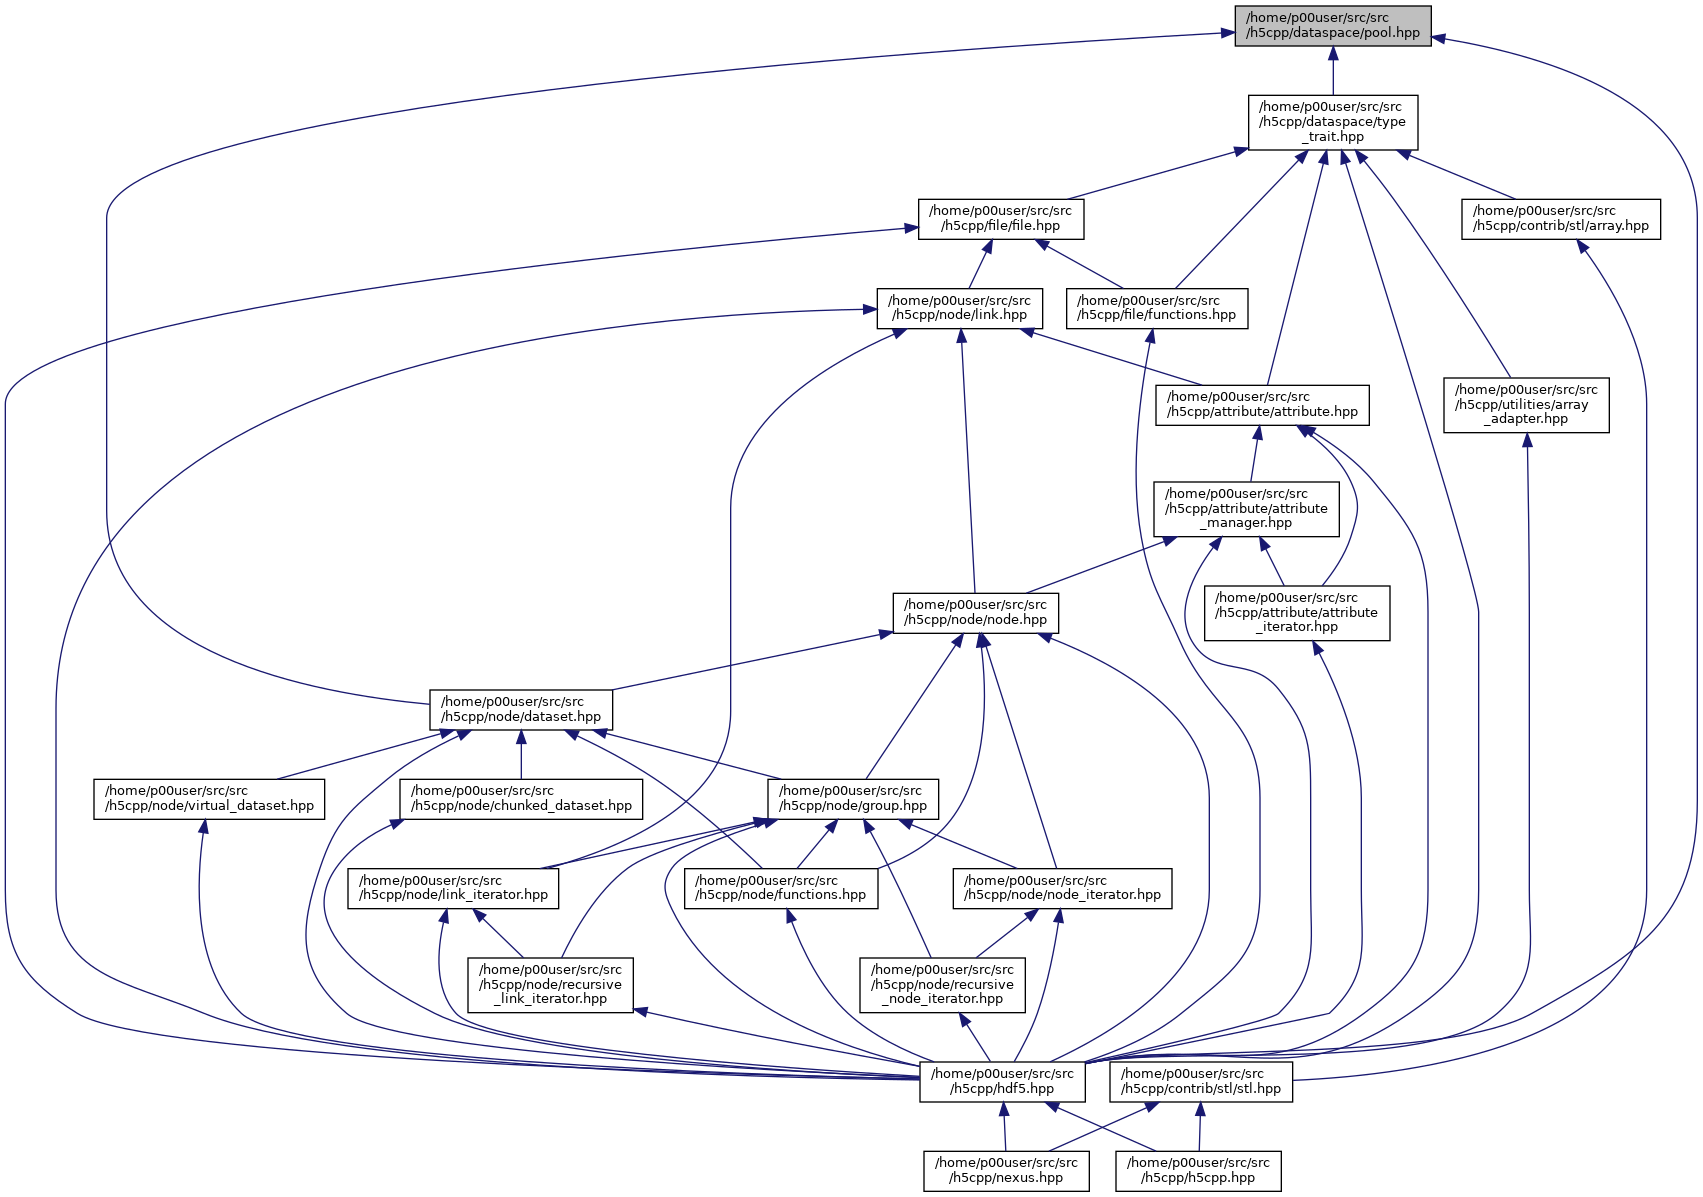 /home/p00user/src/src
/h5cpp/dataspace/pool.hpp
/home/p00user/src/src
/h5cpp/dataspace/type
_trait.hpp
/home/p00user/src/src
/h5cpp/file/file.hpp
/home/p00user/src/src
/h5cpp/contrib/stl/array.hpp
/home/p00user/src/src
/h5cpp/node/link.hpp
/home/p00user/src/src
/h5cpp/file/functions.hpp
/home/p00user/src/src
/h5cpp/attribute/attribute.hpp
/home/p00user/src/src
/h5cpp/utilities/array
_adapter.hpp
/home/p00user/src/src
/h5cpp/attribute/attribute
_manager.hpp
/home/p00user/src/src
/h5cpp/node/node.hpp
/home/p00user/src/src
/h5cpp/attribute/attribute
_iterator.hpp
/home/p00user/src/src
/h5cpp/node/dataset.hpp
/home/p00user/src/src
/h5cpp/node/virtual_dataset.hpp
/home/p00user/src/src
/h5cpp/node/chunked_dataset.hpp
/home/p00user/src/src
/h5cpp/node/group.hpp
/home/p00user/src/src
/h5cpp/node/link_iterator.hpp
/home/p00user/src/src
/h5cpp/node/functions.hpp
/home/p00user/src/src
/h5cpp/node/node_iterator.hpp
/home/p00user/src/src
/h5cpp/node/recursive
_link_iterator.hpp
/home/p00user/src/src
/h5cpp/node/recursive
_node_iterator.hpp
/home/p00user/src/src
/h5cpp/hdf5.hpp
/home/p00user/src/src
/h5cpp/contrib/stl/stl.hpp
/home/p00user/src/src
/h5cpp/nexus.hpp
/home/p00user/src/src
/h5cpp/h5cpp.hpp